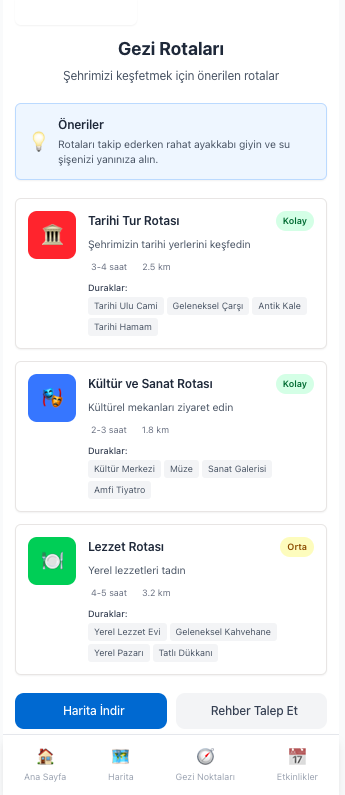 Gezi Rotaları
Şehrimizi keşfetmek için önerilen rotalar
Öneriler
Rotaları takip ederken rahat ayakkabı giyin ve su
şişenizi yanınıza alın.
Tarihi Tur Rotası
Kolay
Şehrimizin tarihi yerlerini keşfedin
3-4 saat 2.5 km
Duraklar:
Tarihi Ulu Cami Geleneksel Çarşı Antik Kale
Tarihi Hamam
Kültür ve Sanat Rotası
Kolay
Kültürel mekanları ziyaret edin
2-3 saat 1.8 km
Duraklar:
Kültür Merkezi Müze Sanat Galerisi
Amfi Tiyatro
Lezzet Rotası
Orta
Yerel lezzetleri tadın
4-5 saat 3.2 km
Duraklar:
Yerel Lezzet Evi Geleneksel Kahvehane
Yerel Pazarı Tatlı Dükkanı
Harita İndir
Rehber Talep Et
Ana Sayfa Harita Gezi Noktaları Etkinlikler